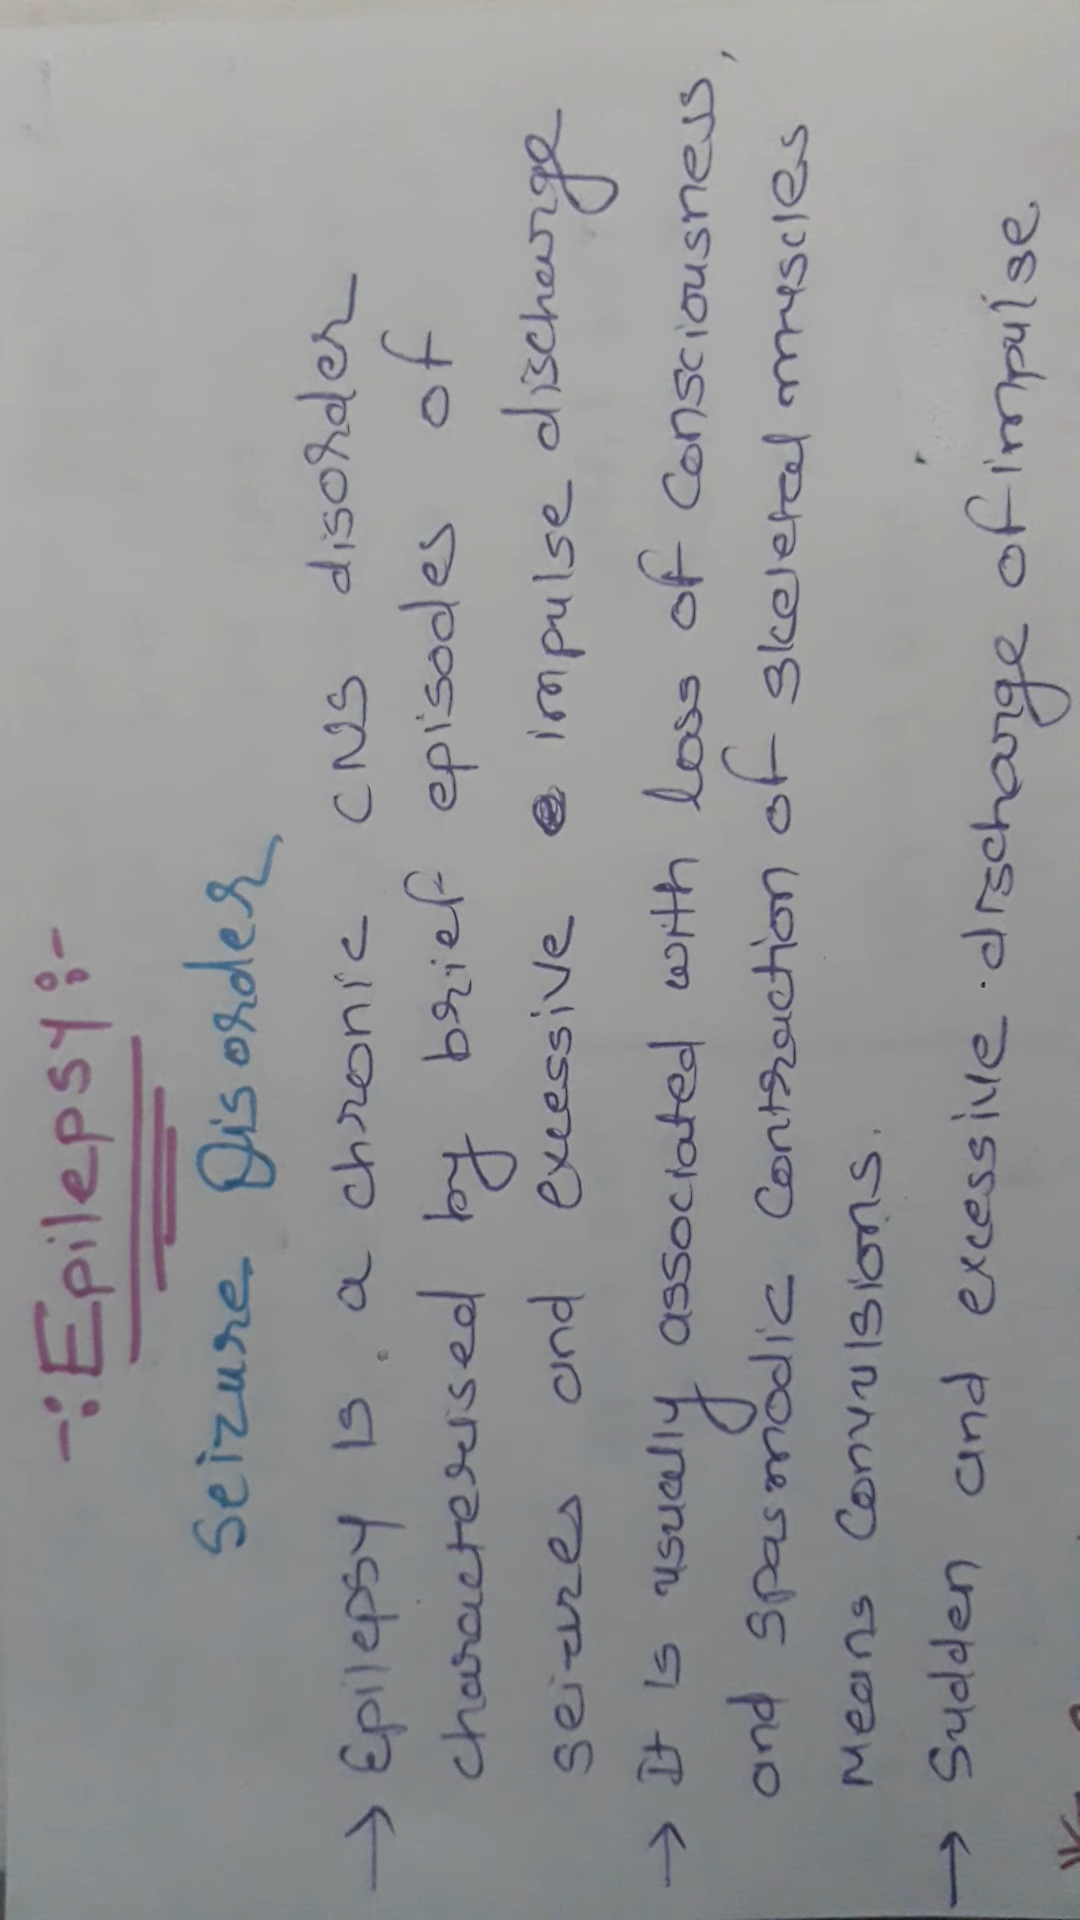 -:Epilepsy:-
Seizure Disorder
→ Epilepsy is a chronic CNS disorder
characterised by brief episodes of
seizures and excessive impulse discharge
→ It is usually associated with loss of consciousness,
and spasmodic contraction of skeletal muscles
Means convulsions.
→ Sudden and excessive discharge of impulse